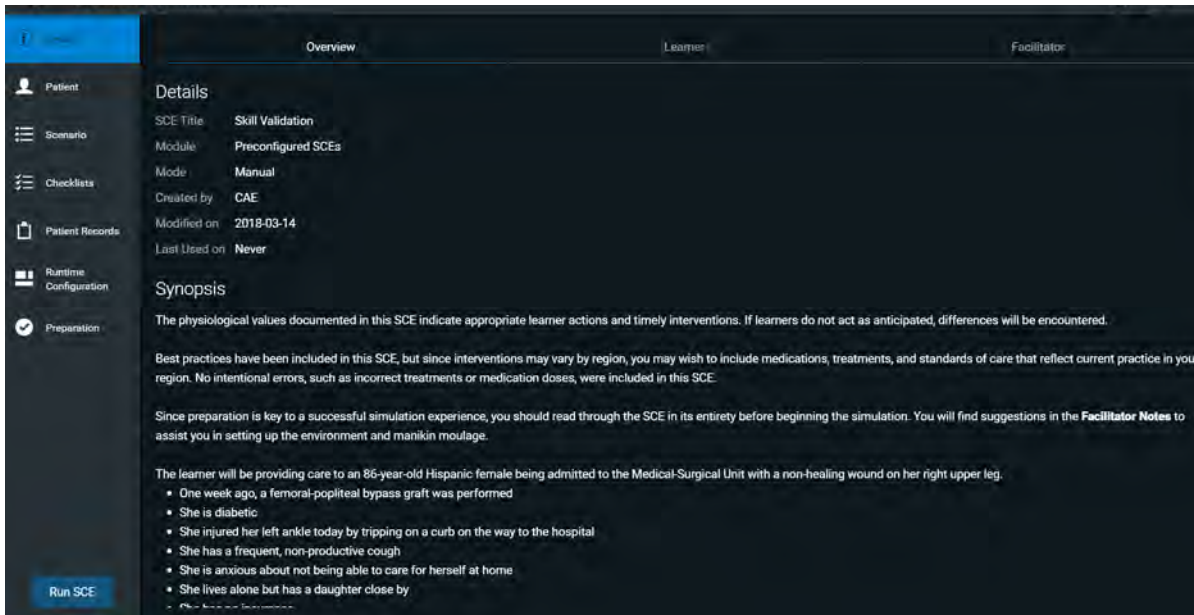 Overview
Learner
Facilitator
Patient
Scenario
Checklists
Patient Records
Runtime
Configuration
Preparation
Run SCE
Details
SCE Title Skill Validation
Module Preconfigured SCEs
Mode Manual
Created by CAE
Modified on 2018-03-14
Last Used on Never
Synopsis
The physiological values documented in this SCE indicate appropriate learner actions and timely interventions. If learners do not act as anticipated, differences will be encountered.
Best practices have been included in this SCE, but since interventions may vary by region, you may wish to include medications, treatments, and standards of care that reflect current practice in you
region. No intentional errors, such as incorrect treatments or medication doses, were included in this SCE.
Since preparation is key to a successful simulation experience, you should read through the SCE in its entirety before beginning the simulation. You will find suggestions in the Facilitator Notes to
assist you in setting up the environment and manikin moulage.
The learner will be providing care to an 86-year-old Hispanic female being admitted to the Medical-Surgical Unit with a non-healing wound on her right upper leg.
• One week ago, a femoral-popliteal bypass graft was performed
• She is diabetic
• She injured her left ankle today by tripping on a curb on the way to the hospital
• She has a frequent, non-productive cough
• She is anxious about not being able to care for herself at home
• She lives alone but has a daughter close by